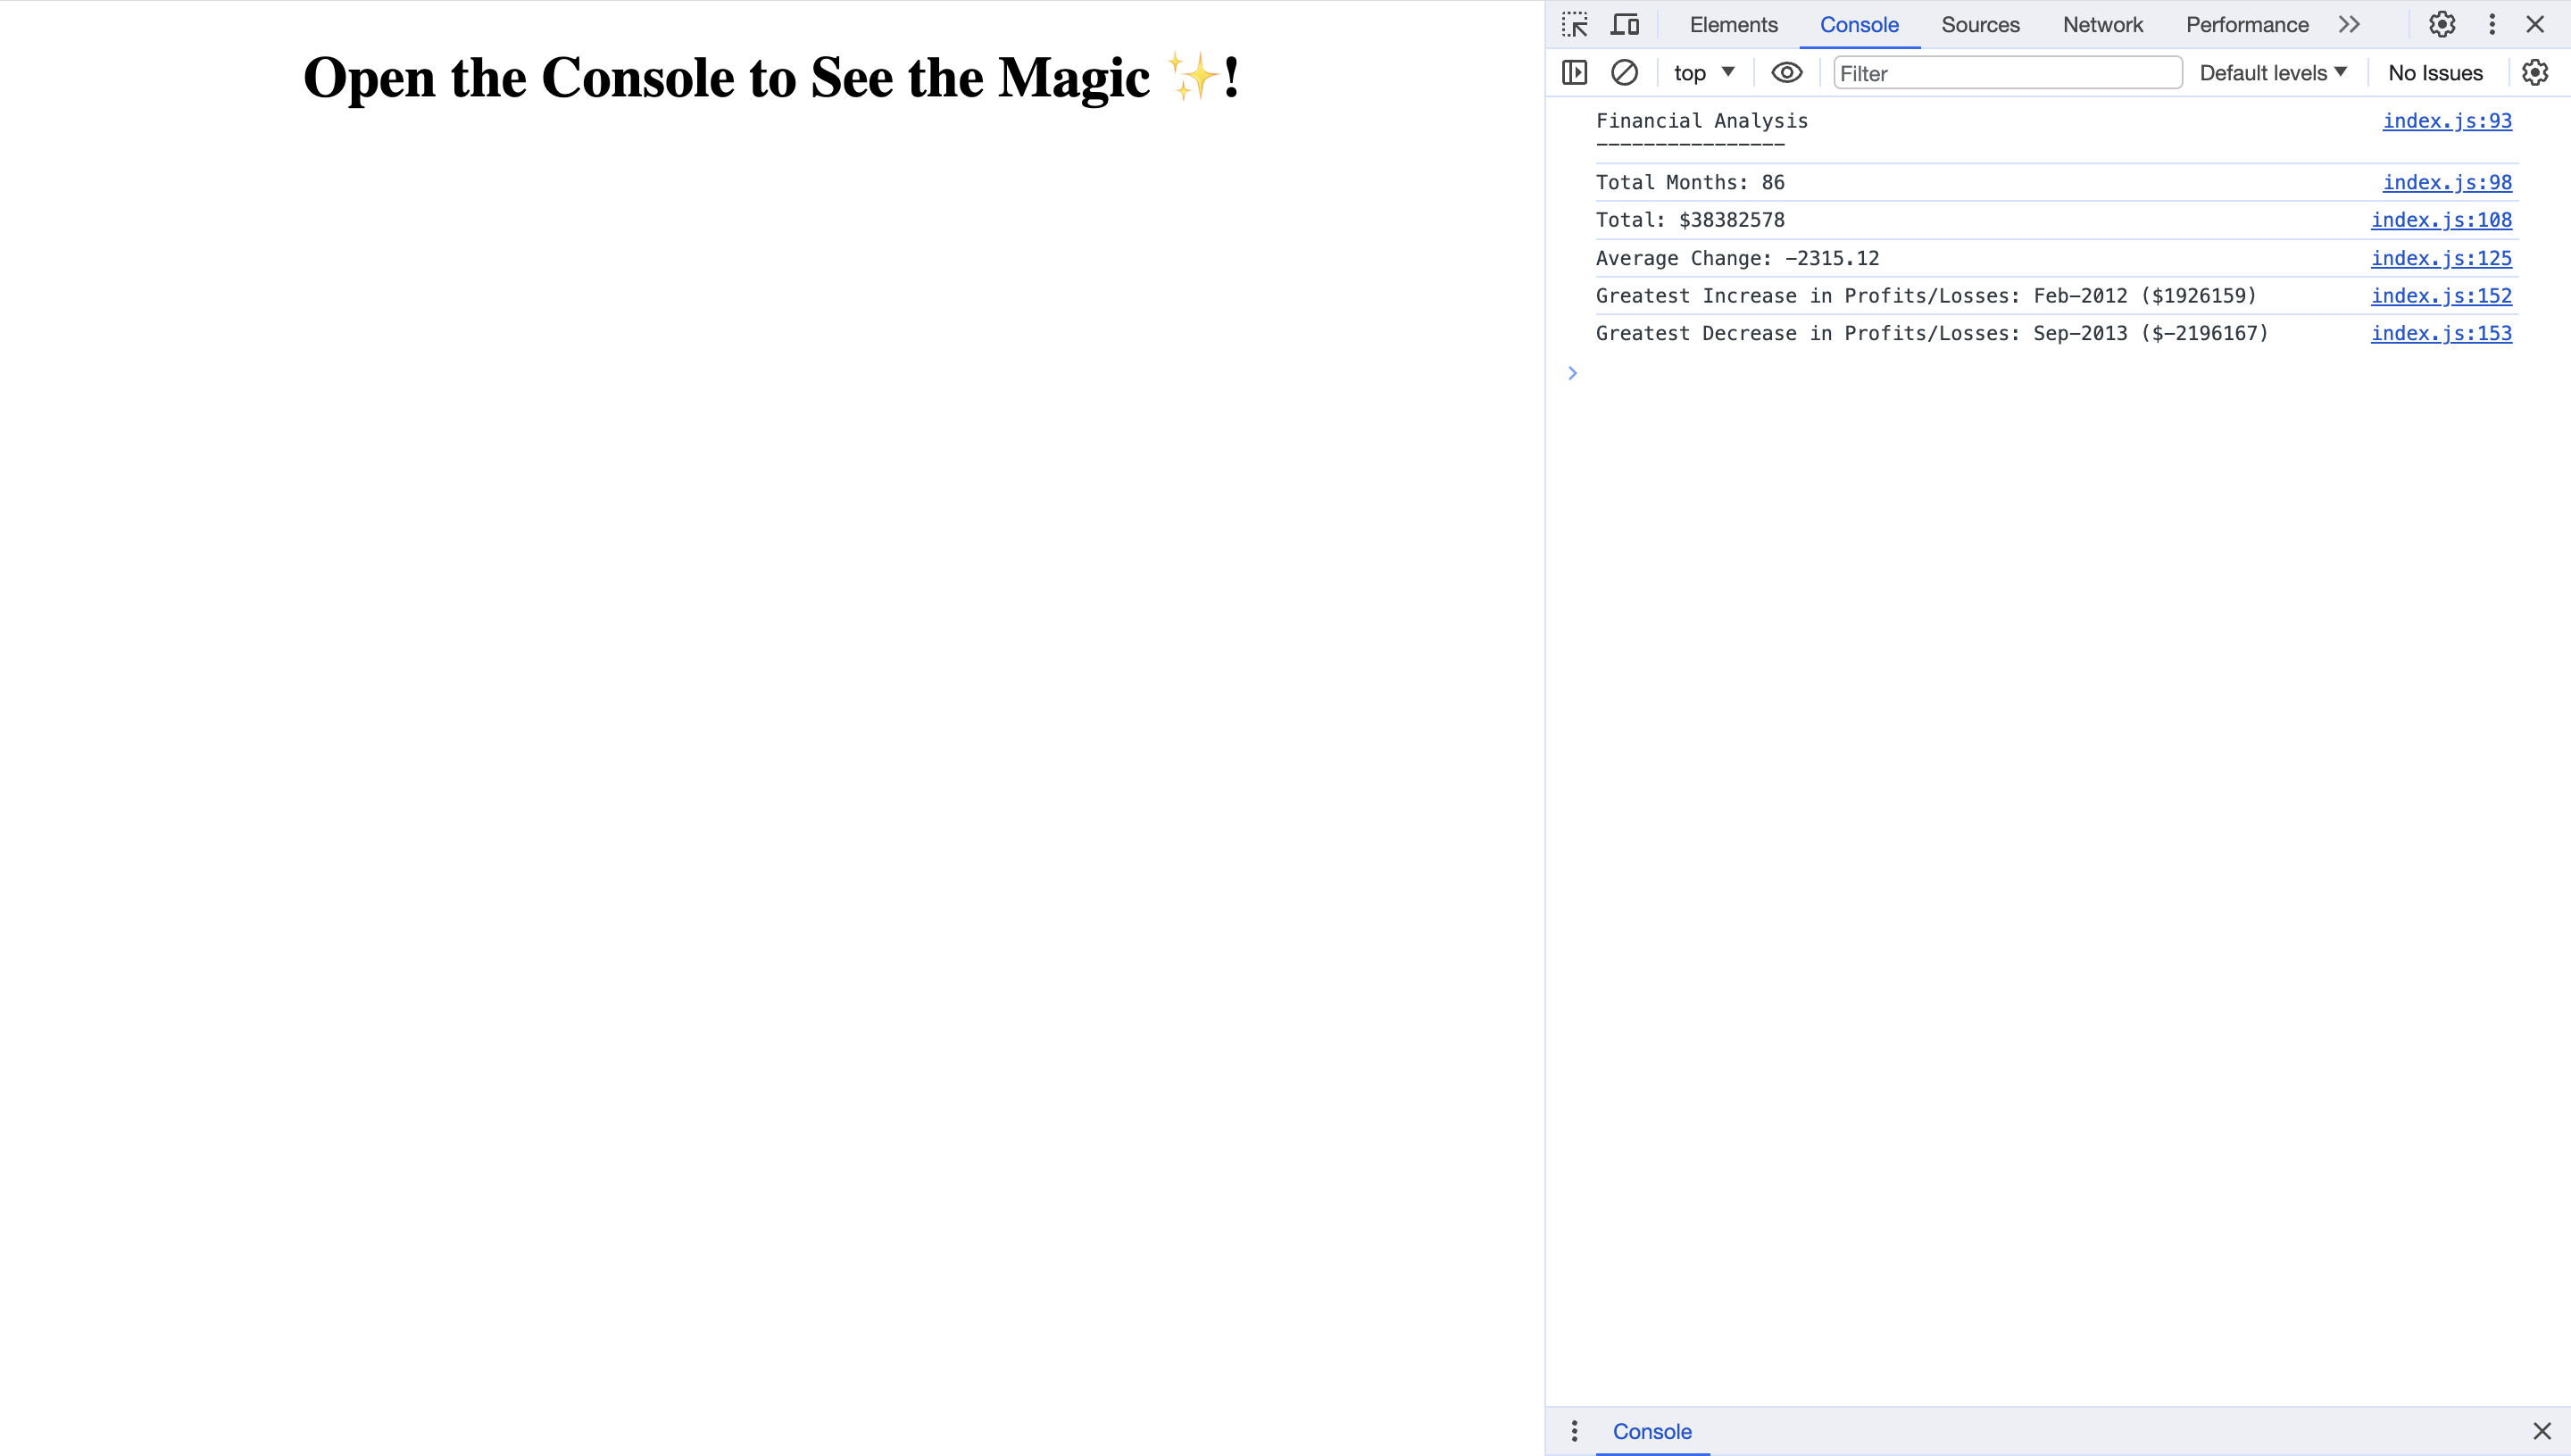 Open the Console to See the Magic ✨!
Elements Console Sources Network Performance
top Filter Default levels No Issues
Financial Analysis index.js:93
----------------
Total Months: 86 index.js:98
Total: $38382578 index.js:108
Average Change: -2315.12 index.js:125
Greatest Increase in Profits/Losses: Feb-2012 ($1926159) index.js:152
Greatest Decrease in Profits/Losses: Sep-2013 ($-2196167) index.js:153
Console